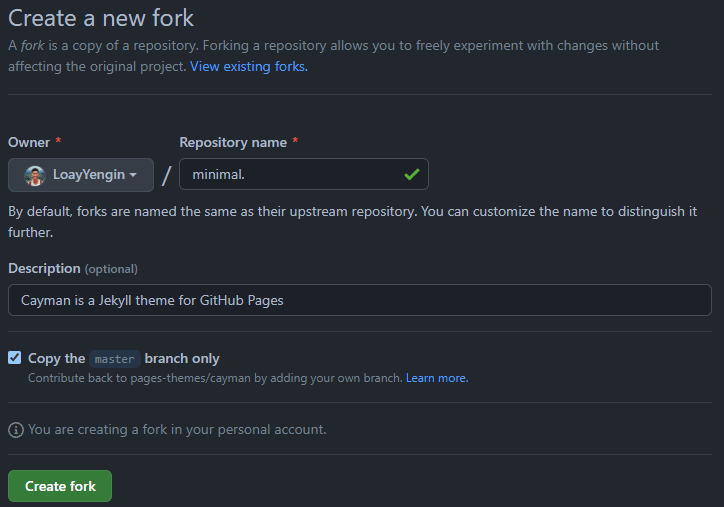 Create a new fork
A fork is a copy of a repository. Forking a repository allows you to freely experiment with changes without
affecting the original project. View existing forks.
Owner * Repository name *
LoayYengin / minimal.
By default, forks are named the same as their upstream repository. You can customize the name to distinguish it
further.
Description (optional)
Cayman is a Jekyll theme for GitHub Pages
Copy the master branch only
Contribute back to pages-themes/cayman by adding your own branch. Learn more.
You are creating a fork in your personal account.
Create fork